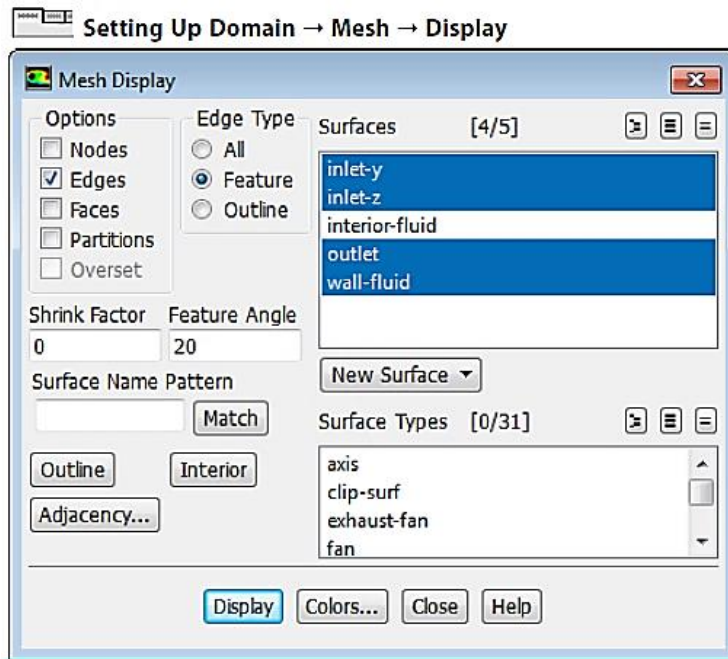 Setting Up Domain → Mesh → Display
Mesh Display
Options
Nodes
Edges
Faces
Partitions
Overset
Edge Type
All
Feature
Outline
Shrink Factor
0
Feature Angle
20
Surface Name Pattern
Match
Outline
Interior
Adjacency...
Surfaces [4/5]
inlet-y
inlet-z
interior-fluid
outlet
wall-fluid
New Surface
Surface Types [0/31]
axis
clip-surf
exhaust-fan
fan
Display Colors... Close Help